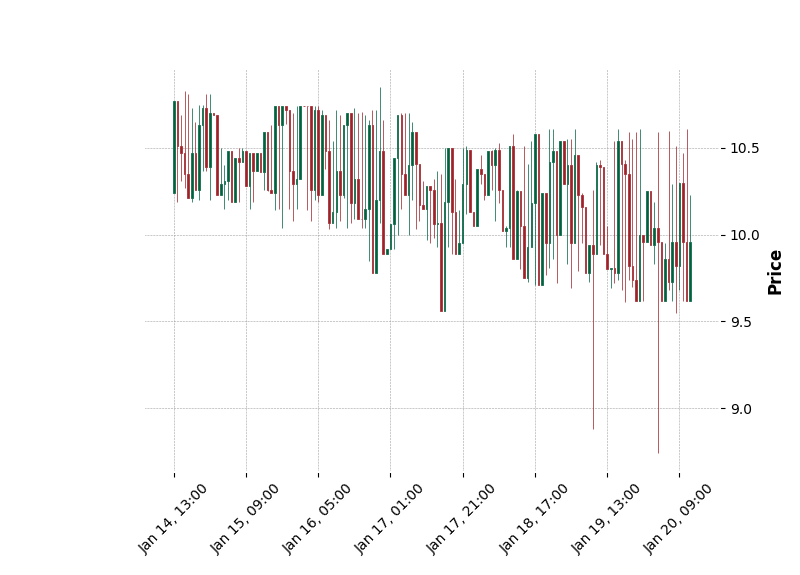 10.5
10.0
9.5
9.0
Price
Jan 14, 13:00
Jan 15, 09:00
Jan 16, 05:00
Jan 17, 01:00
Jan 17, 21:00
Jan 18, 17:00
Jan 19, 13:00
Jan 20, 09:00